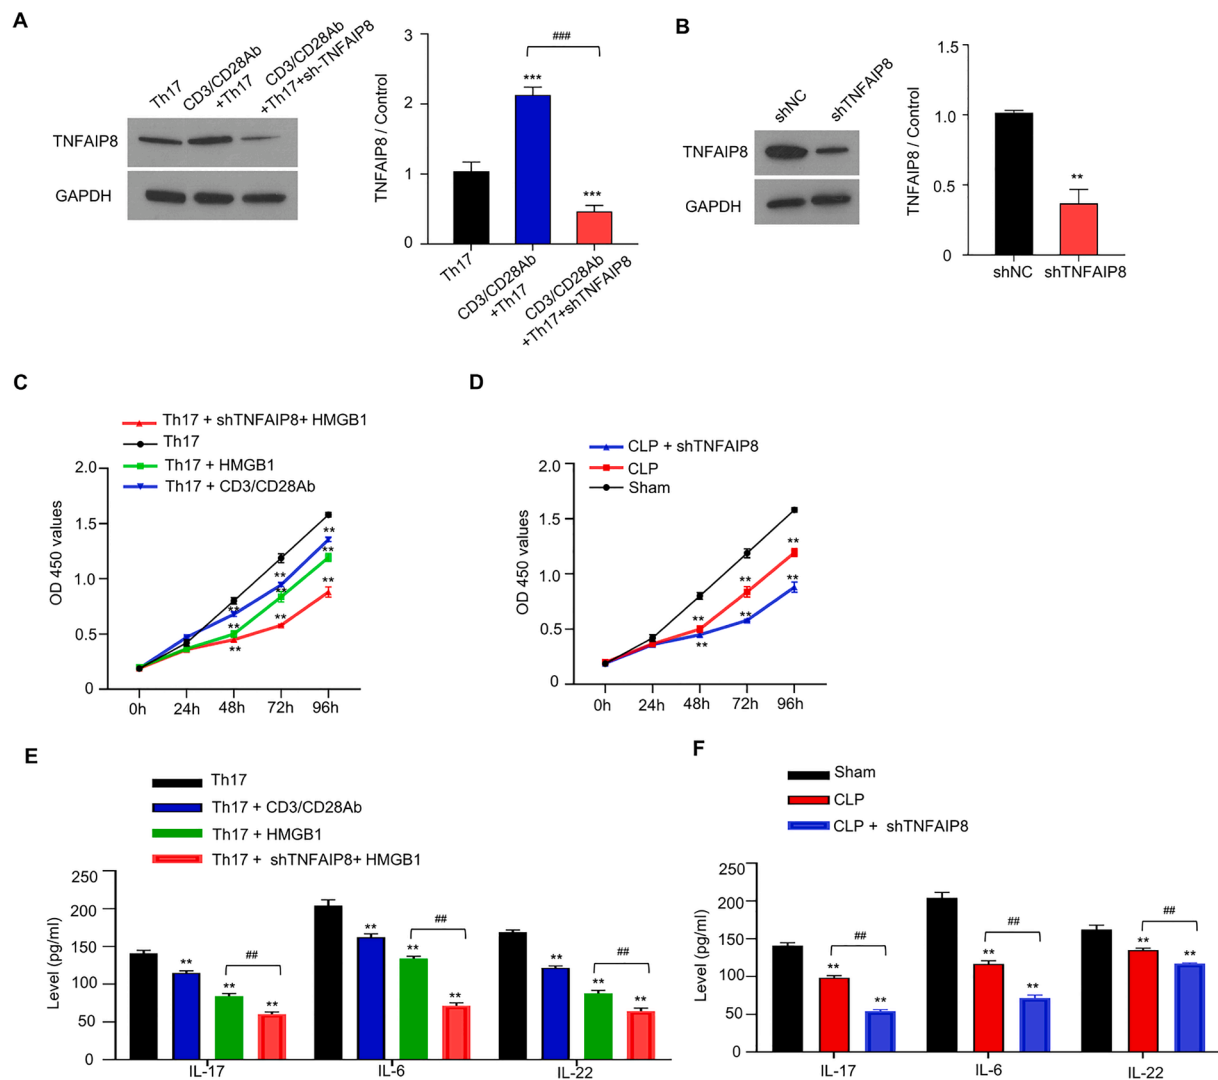 A
Th17
CD3/CD28Ab
+Th17
CD3/CD28Ab
+Th17+sh-TNFAIP8
TNFAIP8
GAPDH
TNFAIP8 / Control
3
2
1
0
###
***
***
Th17
CD3/CD28Ab
+Th17
CD3/CD28Ab
+Th17+shTNFAIP8
B
shNC
shTNFAIP8
TNFAIP8
GAPDH
TNFAIP8 / Control
1.5
1.0
0.5
0
**
shNC
shTNFAIP8
C
Th17 + shTNFAIP8+ HMGB1
Th17
Th17 + HMGB1
Th17 + CD3/CD28Ab
OD 450 values
2.0
1.5
1.0
0.5
0
**
**
**
**
**
**
**
**
**
0h
24h
48h
72h
96h
D
CLP + shTNFAIP8
CLP
Sham
OD 450 values
2.0
1.5
1.0
0.5
0
**
**
**
**
**
**
0h
24h
48h
72h
96h
E
Th17
Th17 + CD3/CD28Ab
Th17 + HMGB1
Th17 + shTNFAIP8+ HMGB1
Level (pg/ml)
250
200
150
100
50
0
**
**
##
**
**
**
##
**
**
**
##
**
IL-17
IL-6
IL-22
F
Sham
CLP
CLP + shTNFAIP8
Level (pg/ml)
250
200
150
100
50
0
**
##
**
**
##
**
**
##
**
IL-17
IL-6
IL-22